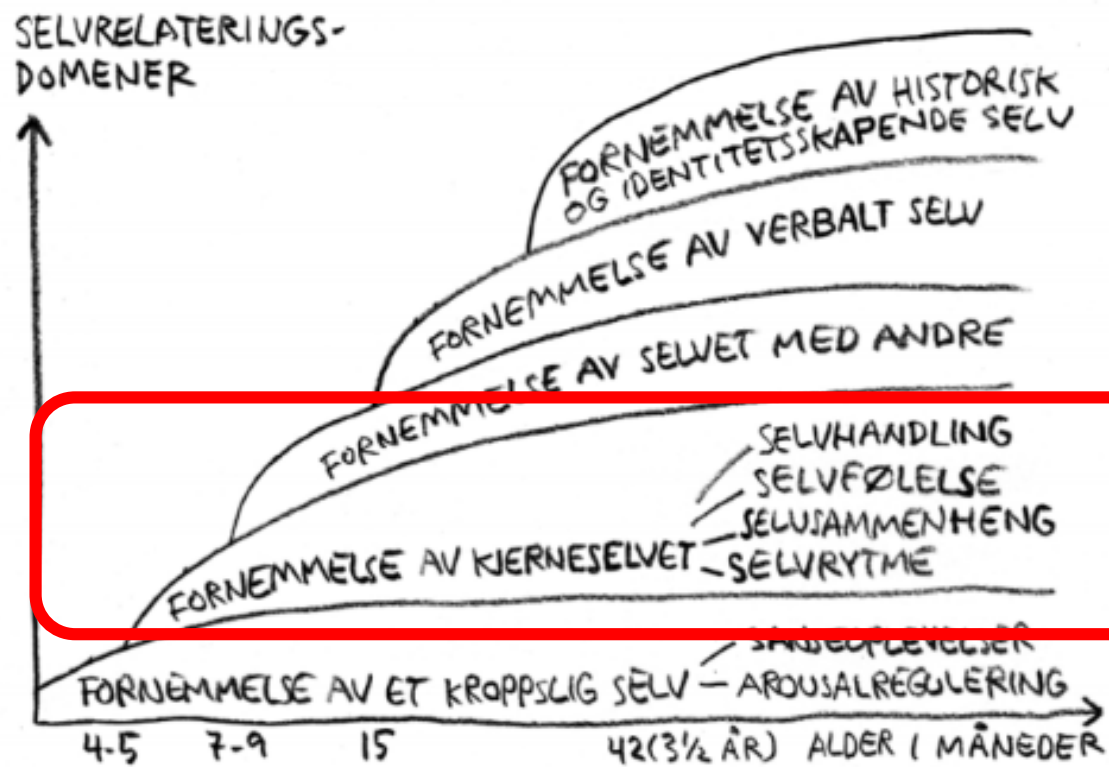 SELVRELATERINGS-
DOMENER
FORNEMMELSE AV HISTORISK
OG IDENTITETSSKAPENDE SELV
FORNEMMELSE AV VERBALT SELV
FORNEMMELSE AV SELVET MED ANDRE
SELVHANDLING
SELVFØLELSE
FORNEMMELSE AV KJERNESELVET
SELVSAMMENHENG
SELVRYTME
SANSEOPLEVELSER
FORNEMMELSE AV ET KROPPSLIG SELV
AROUSALREGULERING
4-5 7-9 15 42 (3½ ÅR) ALDER I MÅNEDER